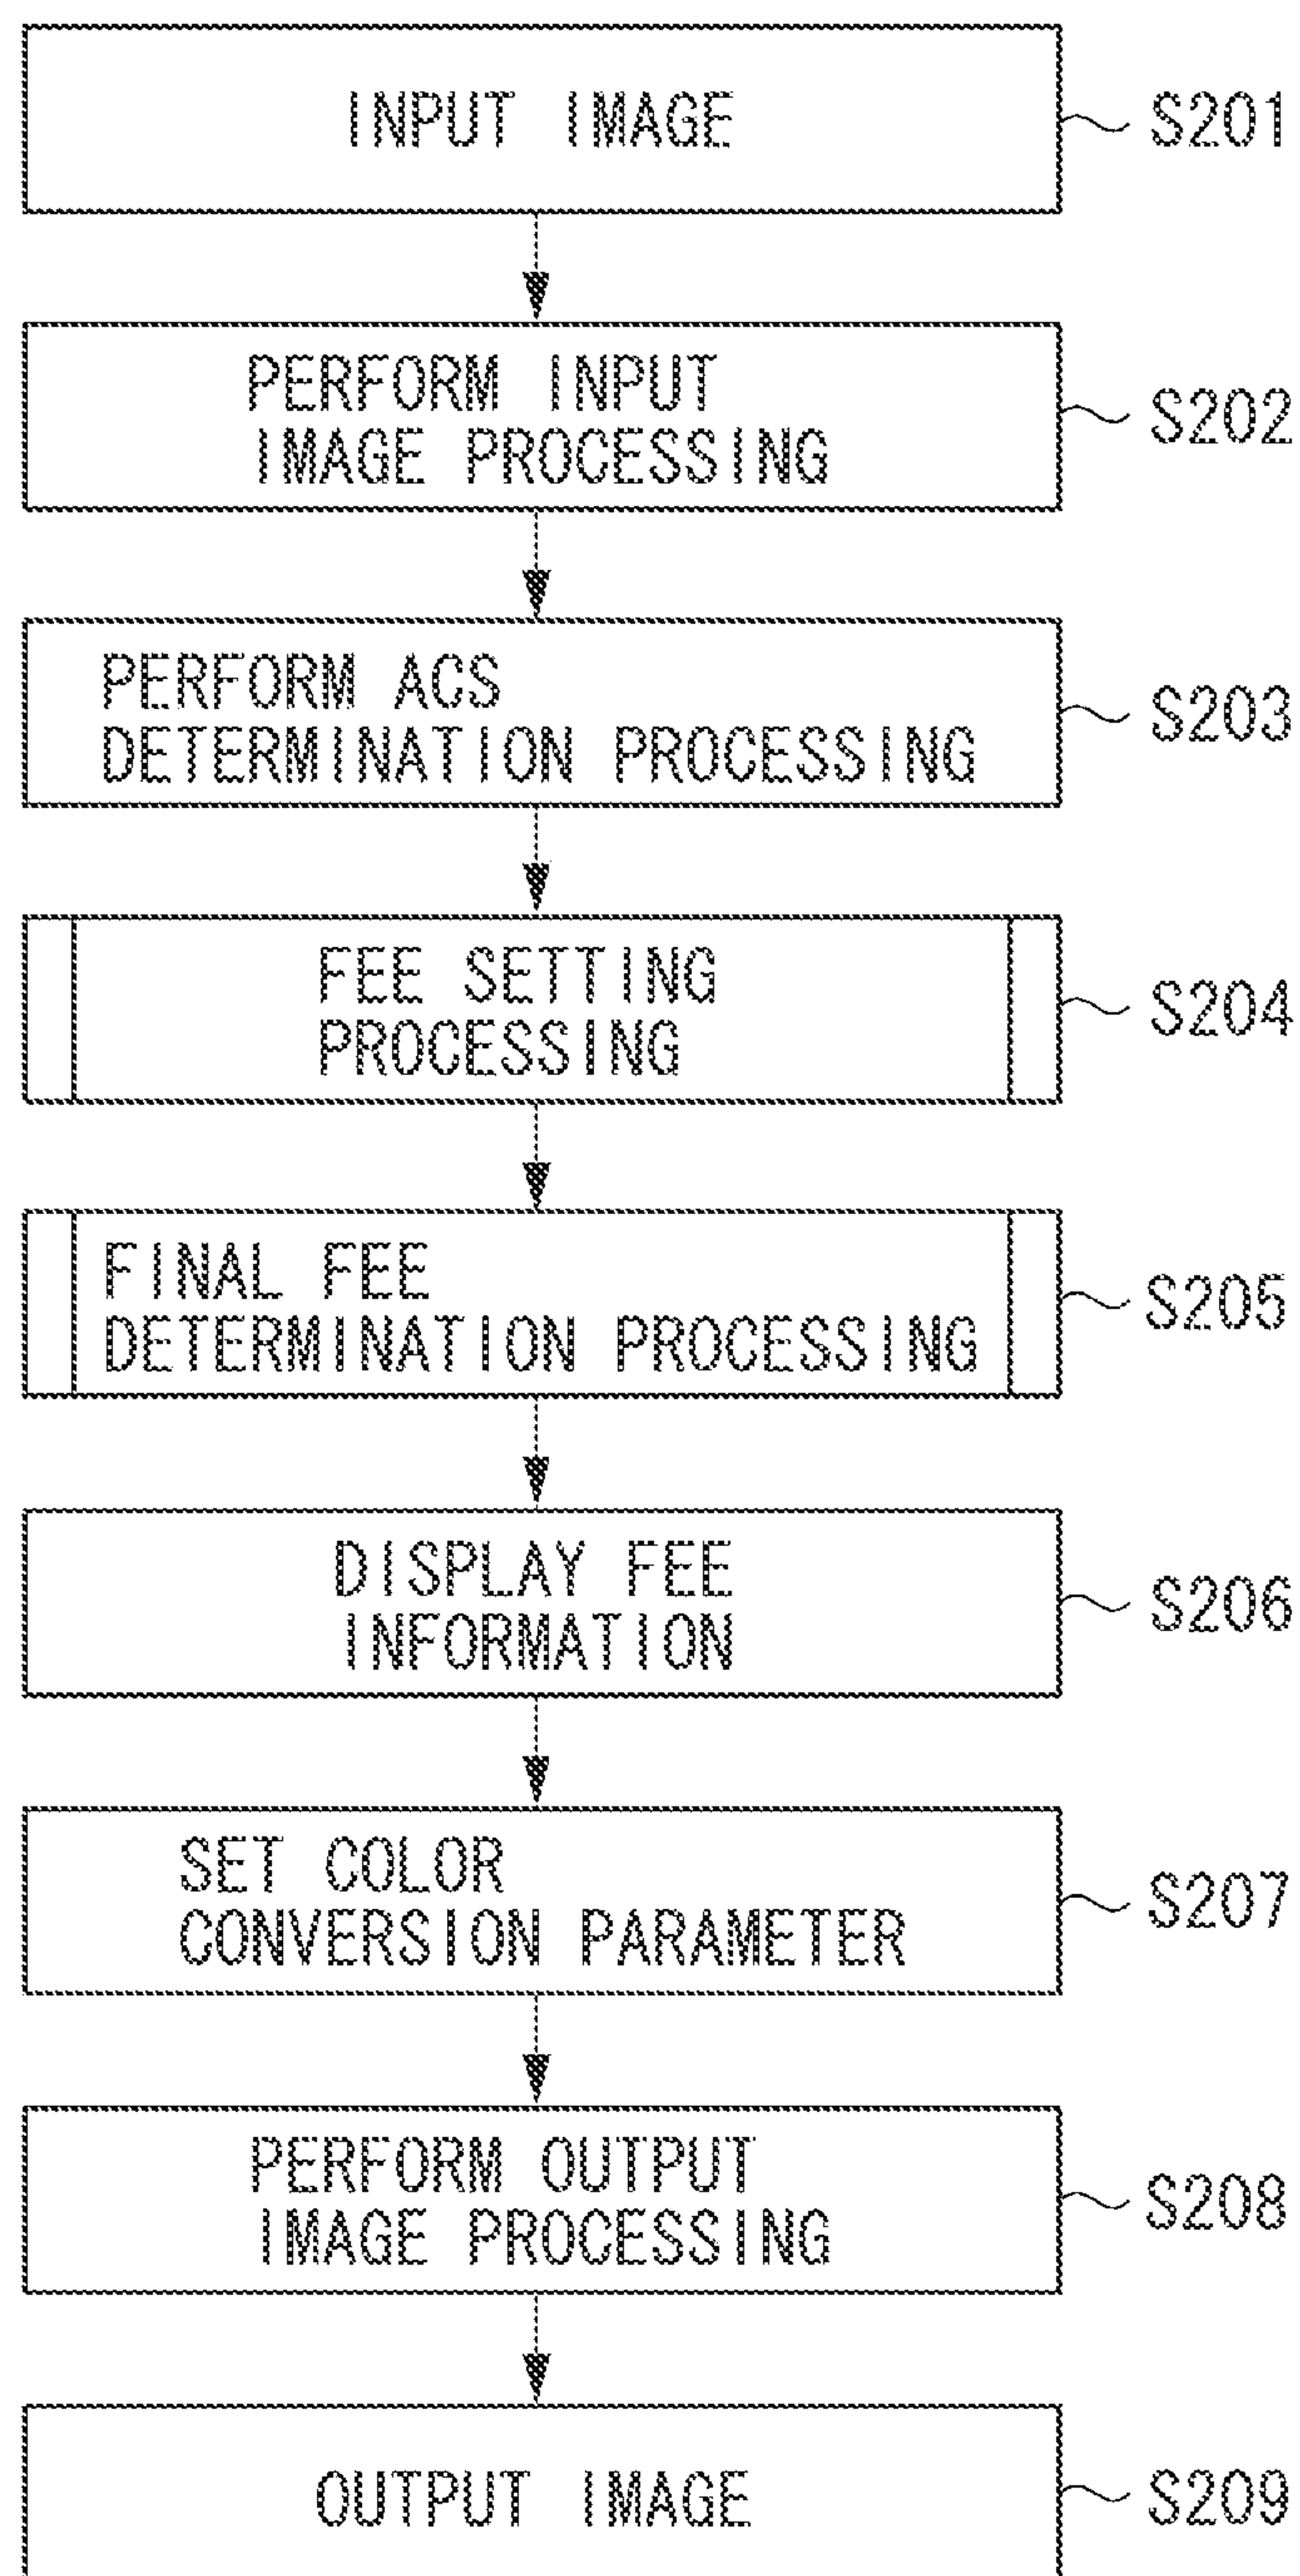 INPUT IMAGE
S201
PERFORM INPUT
IMAGE PROCESSING
S202
PERFORM ACS
DETERMINATION PROCESSING
S203
FEE SETTING
PROCESSING
S204
FINAL FEE
DETERMINATION PROCESSING
S205
DISPLAY FEE
INFORMATION
S206
SET COLOR
CONVERSION PARAMETER
S207
PERFORM OUTPUT
IMAGE PROCESSING
S208
OUTPUT IMAGE
S209